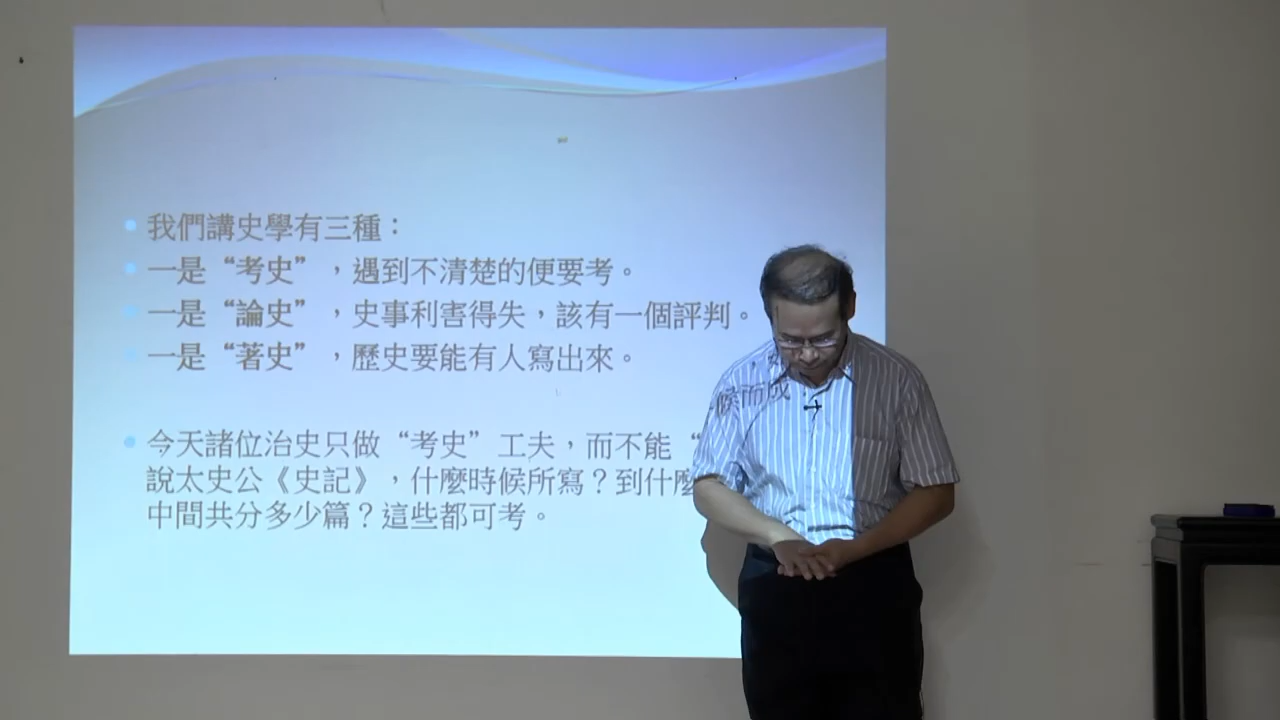 我們講史學有三種：
一是“考史”，遇到不清楚的便要考。
一是“論史”，史事利害得失，該有一個評判。
一是“著史”，歷史要能有人寫出來。
今天諸位治史只做“考史”工夫，而不能“
說太史公《史記》，什麼時候所寫？到什麼
候而成
中間共分多少篇？這些都可考。